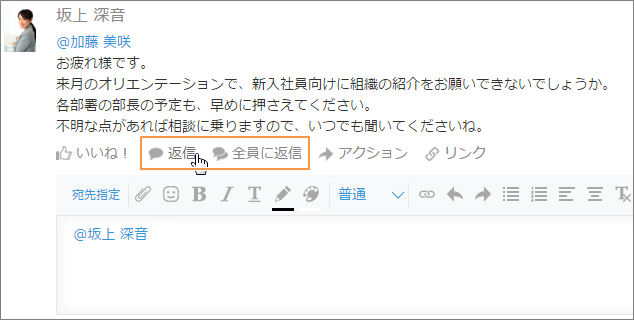 坂上 深音
@加藤 美咲
お疲れ様です。
来月のオリエンテーションで、新入社員向けに組織の紹介をお願いできないでしょうか。
各部署の部長の予定も、早めに押さえてください。
不明な点があれば相談に乗りますので、いつでも聞いてくださいね。
いいね！ 返信 全員に返信 アクション リンク
宛先指定 B I T 普通 Tx
@坂上 深音